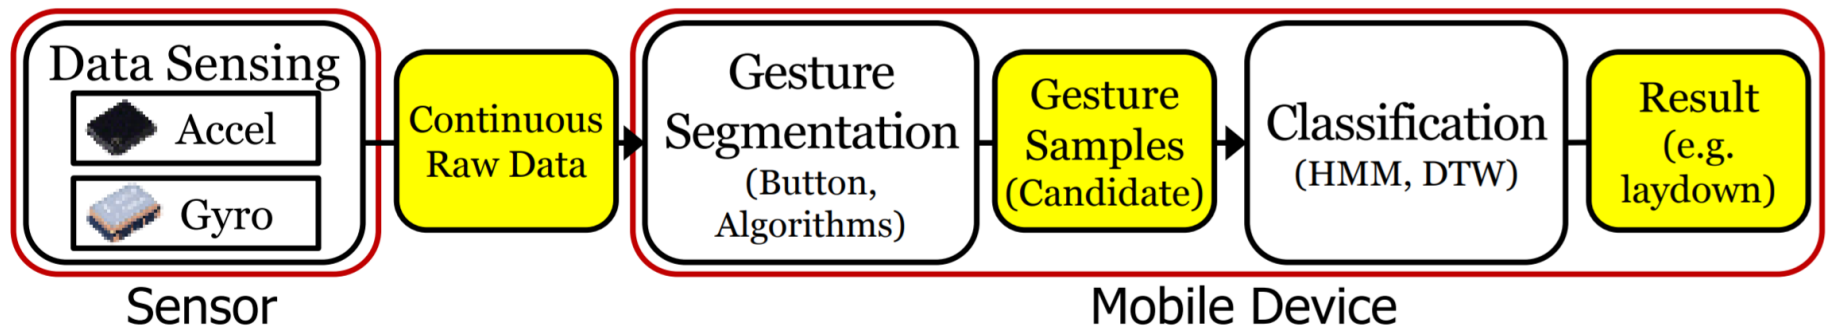 Data Sensing
Accel
Gyro
Continuous
Raw Data
Gesture
Segmentation
(Button,
Algorithms)
Gesture
Samples
(Candidate)
Classification
(HMM, DTW)
Result
(e.g.
laydown)
Sensor
Mobile Device